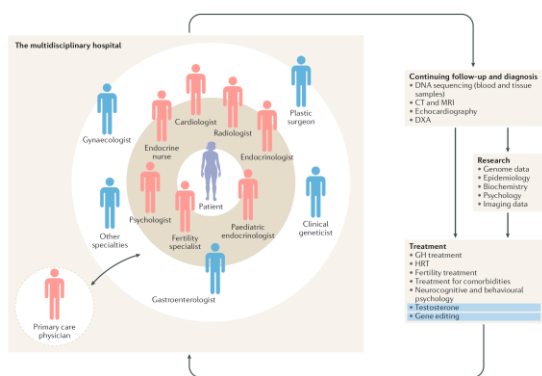 The multidisciplinary hospital
Plastic
surgeon
Gynaecologist
Cardiologist
Radiologist
Endocrine
nurse
Endocrinologist
Psychologist
Patient
Other
specialties
Fertility
specialist
Paediatric
endocrinologist
Clinical
geneticist
Gastroenterologist
Primary care
physician
Continuing follow-up and diagnosis
• DNA sequencing (blood and tissue
samples)
• CT and MRI
• Echocardiography
• DXA
Research
• Genome data
• Epidemiology
• Biochemistry
• Psychology
• Imaging data
Treatment
• GH treatment
• HRT
• Fertility treatment
• Treatment for comorbidities
• Neurocognitive and behavioural
psychology
• Testosterone
• Gene editing